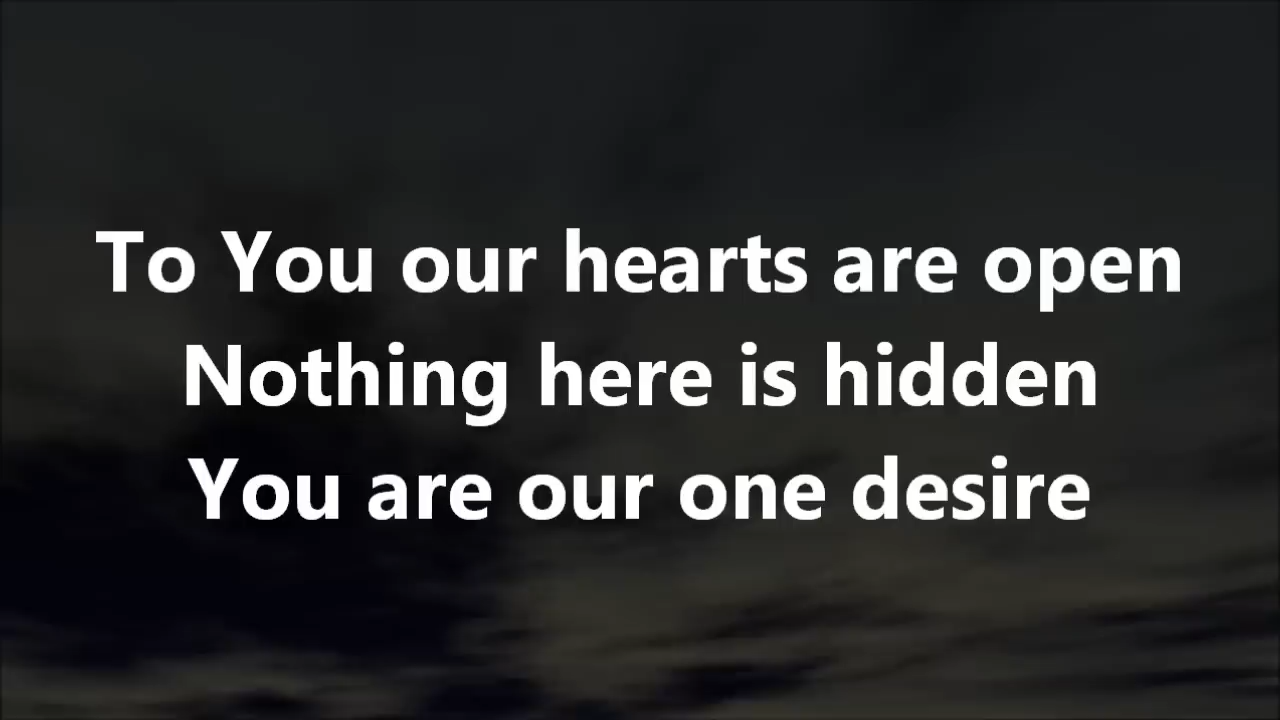 To You our hearts are open
Nothing here is hidden
You are our one desire